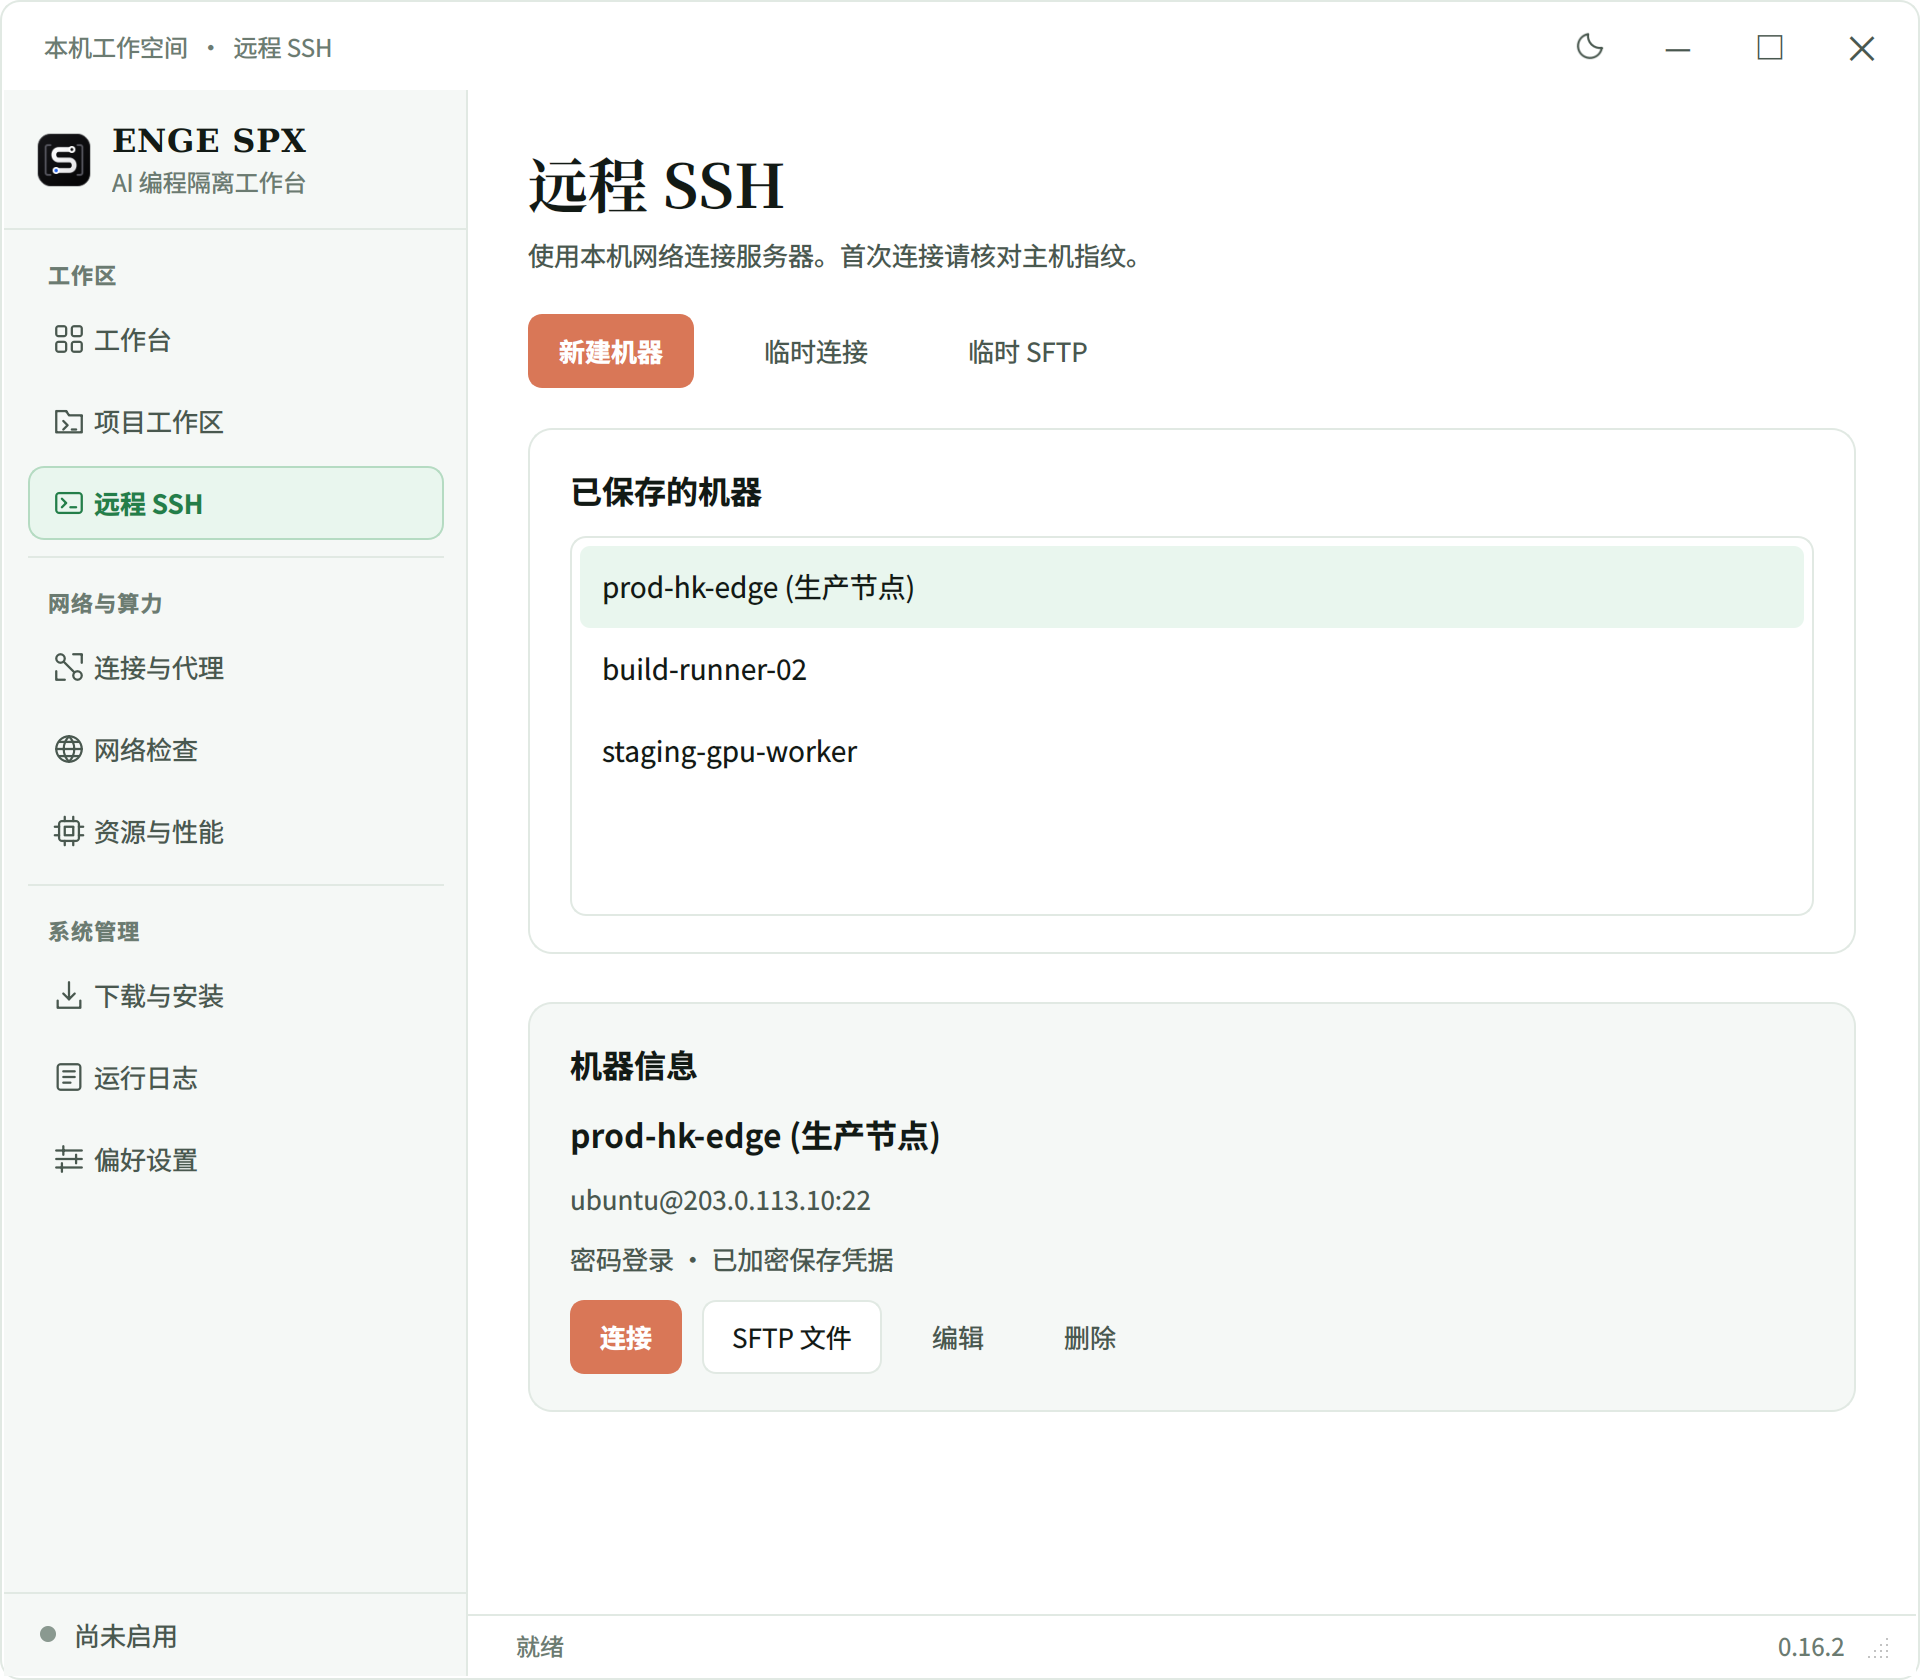 本机工作空间 · 远程 SSH
ENGE SPX
AI 编程隔离工作台
工作区
工作台
项目工作区
远程 SSH
网络与算力
连接与代理
网络检查
资源与性能
系统管理
下载与安装
运行日志
偏好设置
尚未启用
远程 SSH
使用本机网络连接服务器。首次连接请核对主机指纹。
新建机器 临时连接 临时 SFTP
已保存的机器
prod-hk-edge (生产节点)
build-runner-02
staging-gpu-worker
机器信息
prod-hk-edge (生产节点)
ubuntu@203.0.113.10:22
密码登录 · 已加密保存凭据
连接 SFTP 文件 编辑 删除
就绪 0.16.2